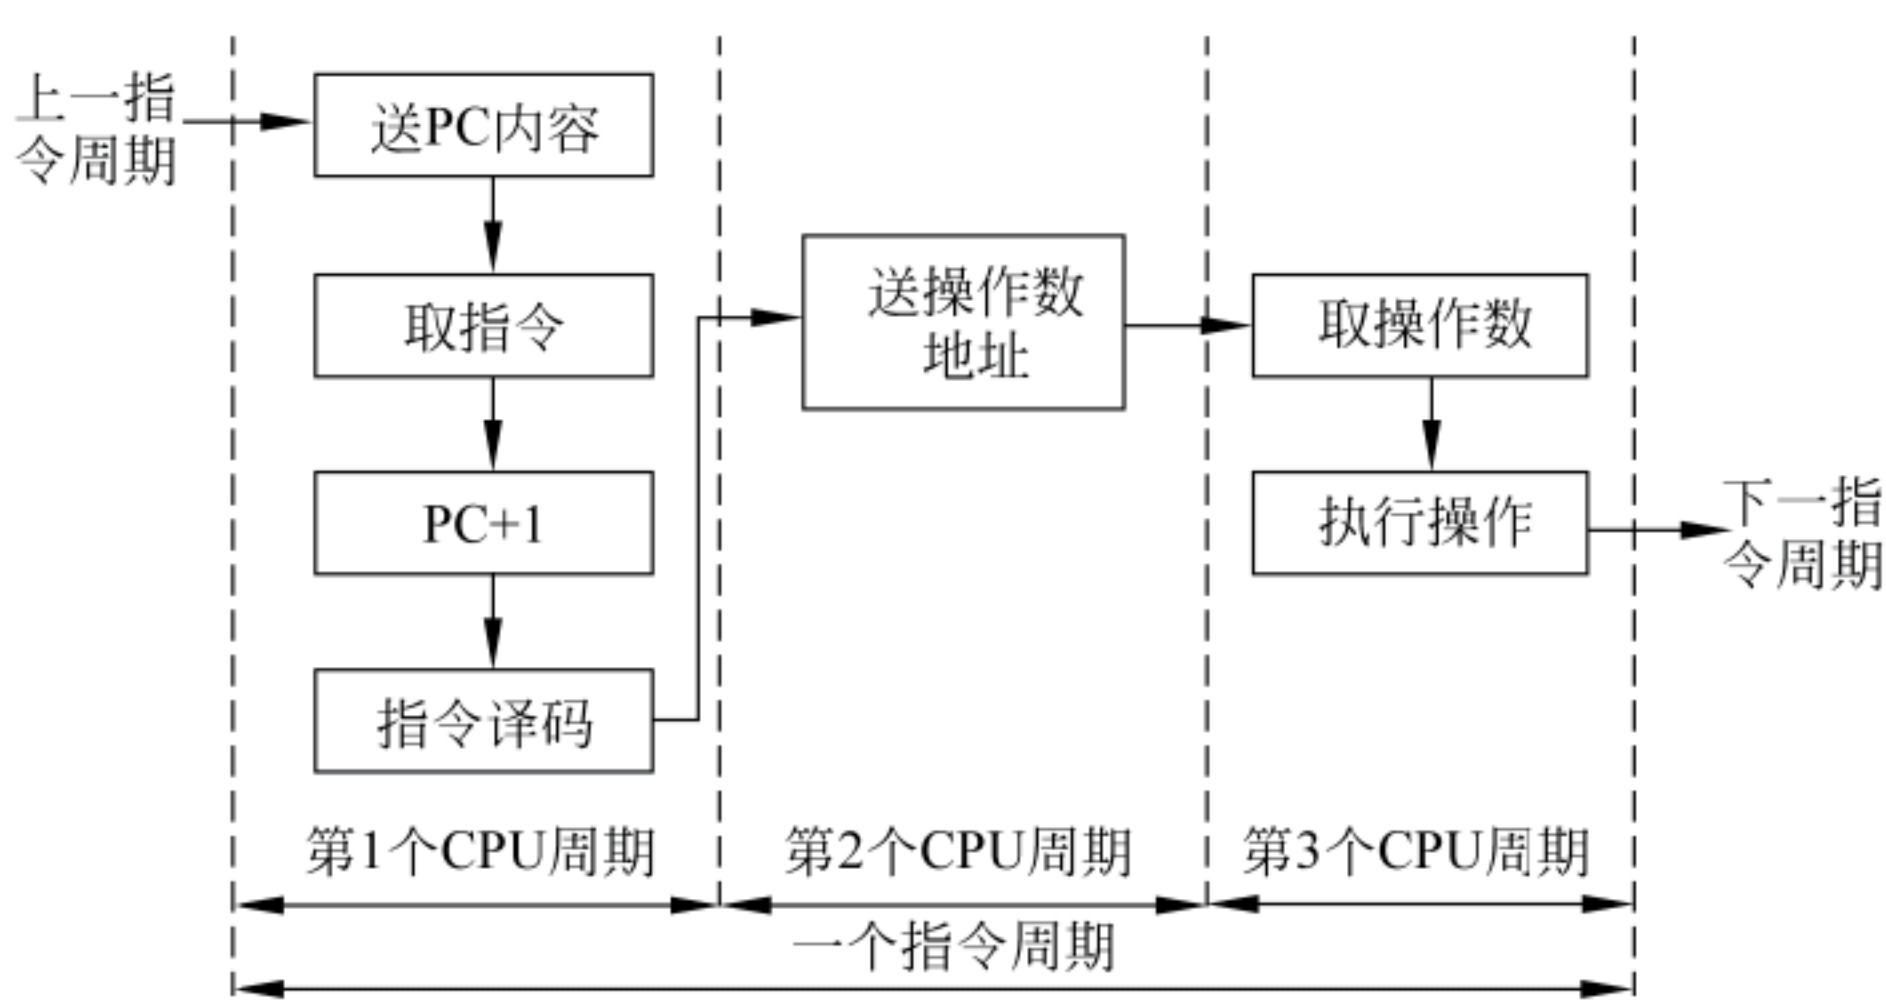 上一指
令周期
送PC内容
取指令
PC+1
指令译码
送操作数
地址
取操作数
执行操作
下一指
令周期
第1个CPU周期
第2个CPU周期
第3个CPU周期
一个指令周期